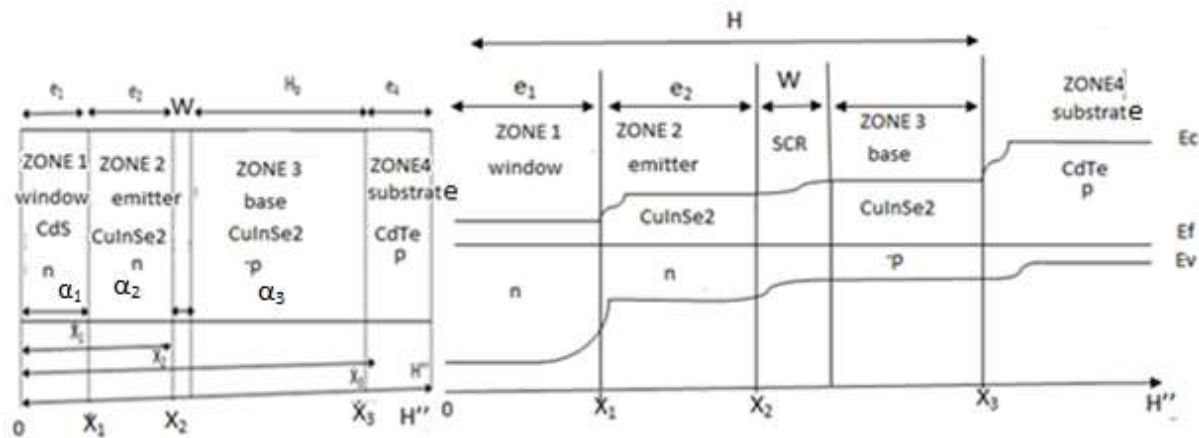 H
e₁ e₂ W H₀ e₄
e₁ e₂ W
ZONE 1
window
CdS
n
α₁
ZONE 2
emitter
CuInSe2
n
α₂
ZONE 3
base
CuInSe2
-p
α₃
ZONE4
substrate
CdTe
p
X₁
X₂
X₃
H''
0 X₁ X₂ X₃ H''
ZONE 1
window
n
ZONE 2
emitter
CuInSe2
n
SCR
ZONE 3
base
CuInSe2
-p
ZONE4
substrate
CdTe
p
Ec
Ef
Ev
0 X₁ X₂ X₃ H''